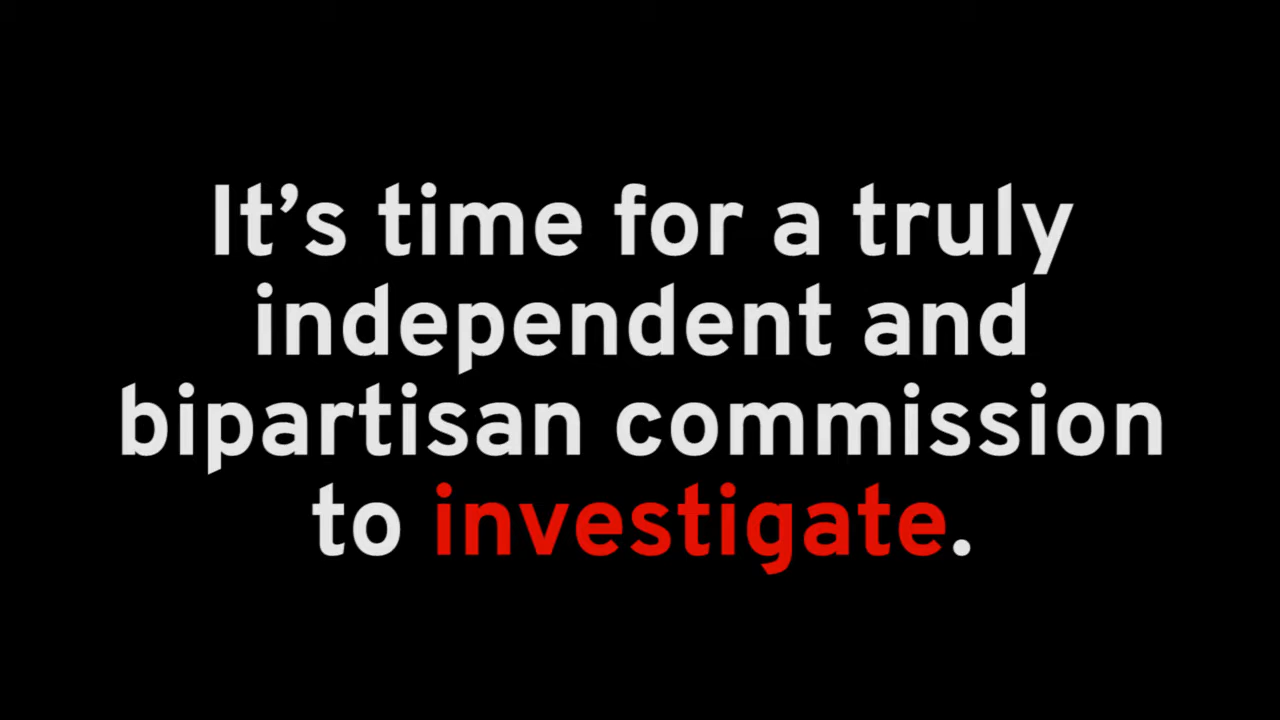 It’s time for a truly
independent and
bipartisan commission
to investigate.